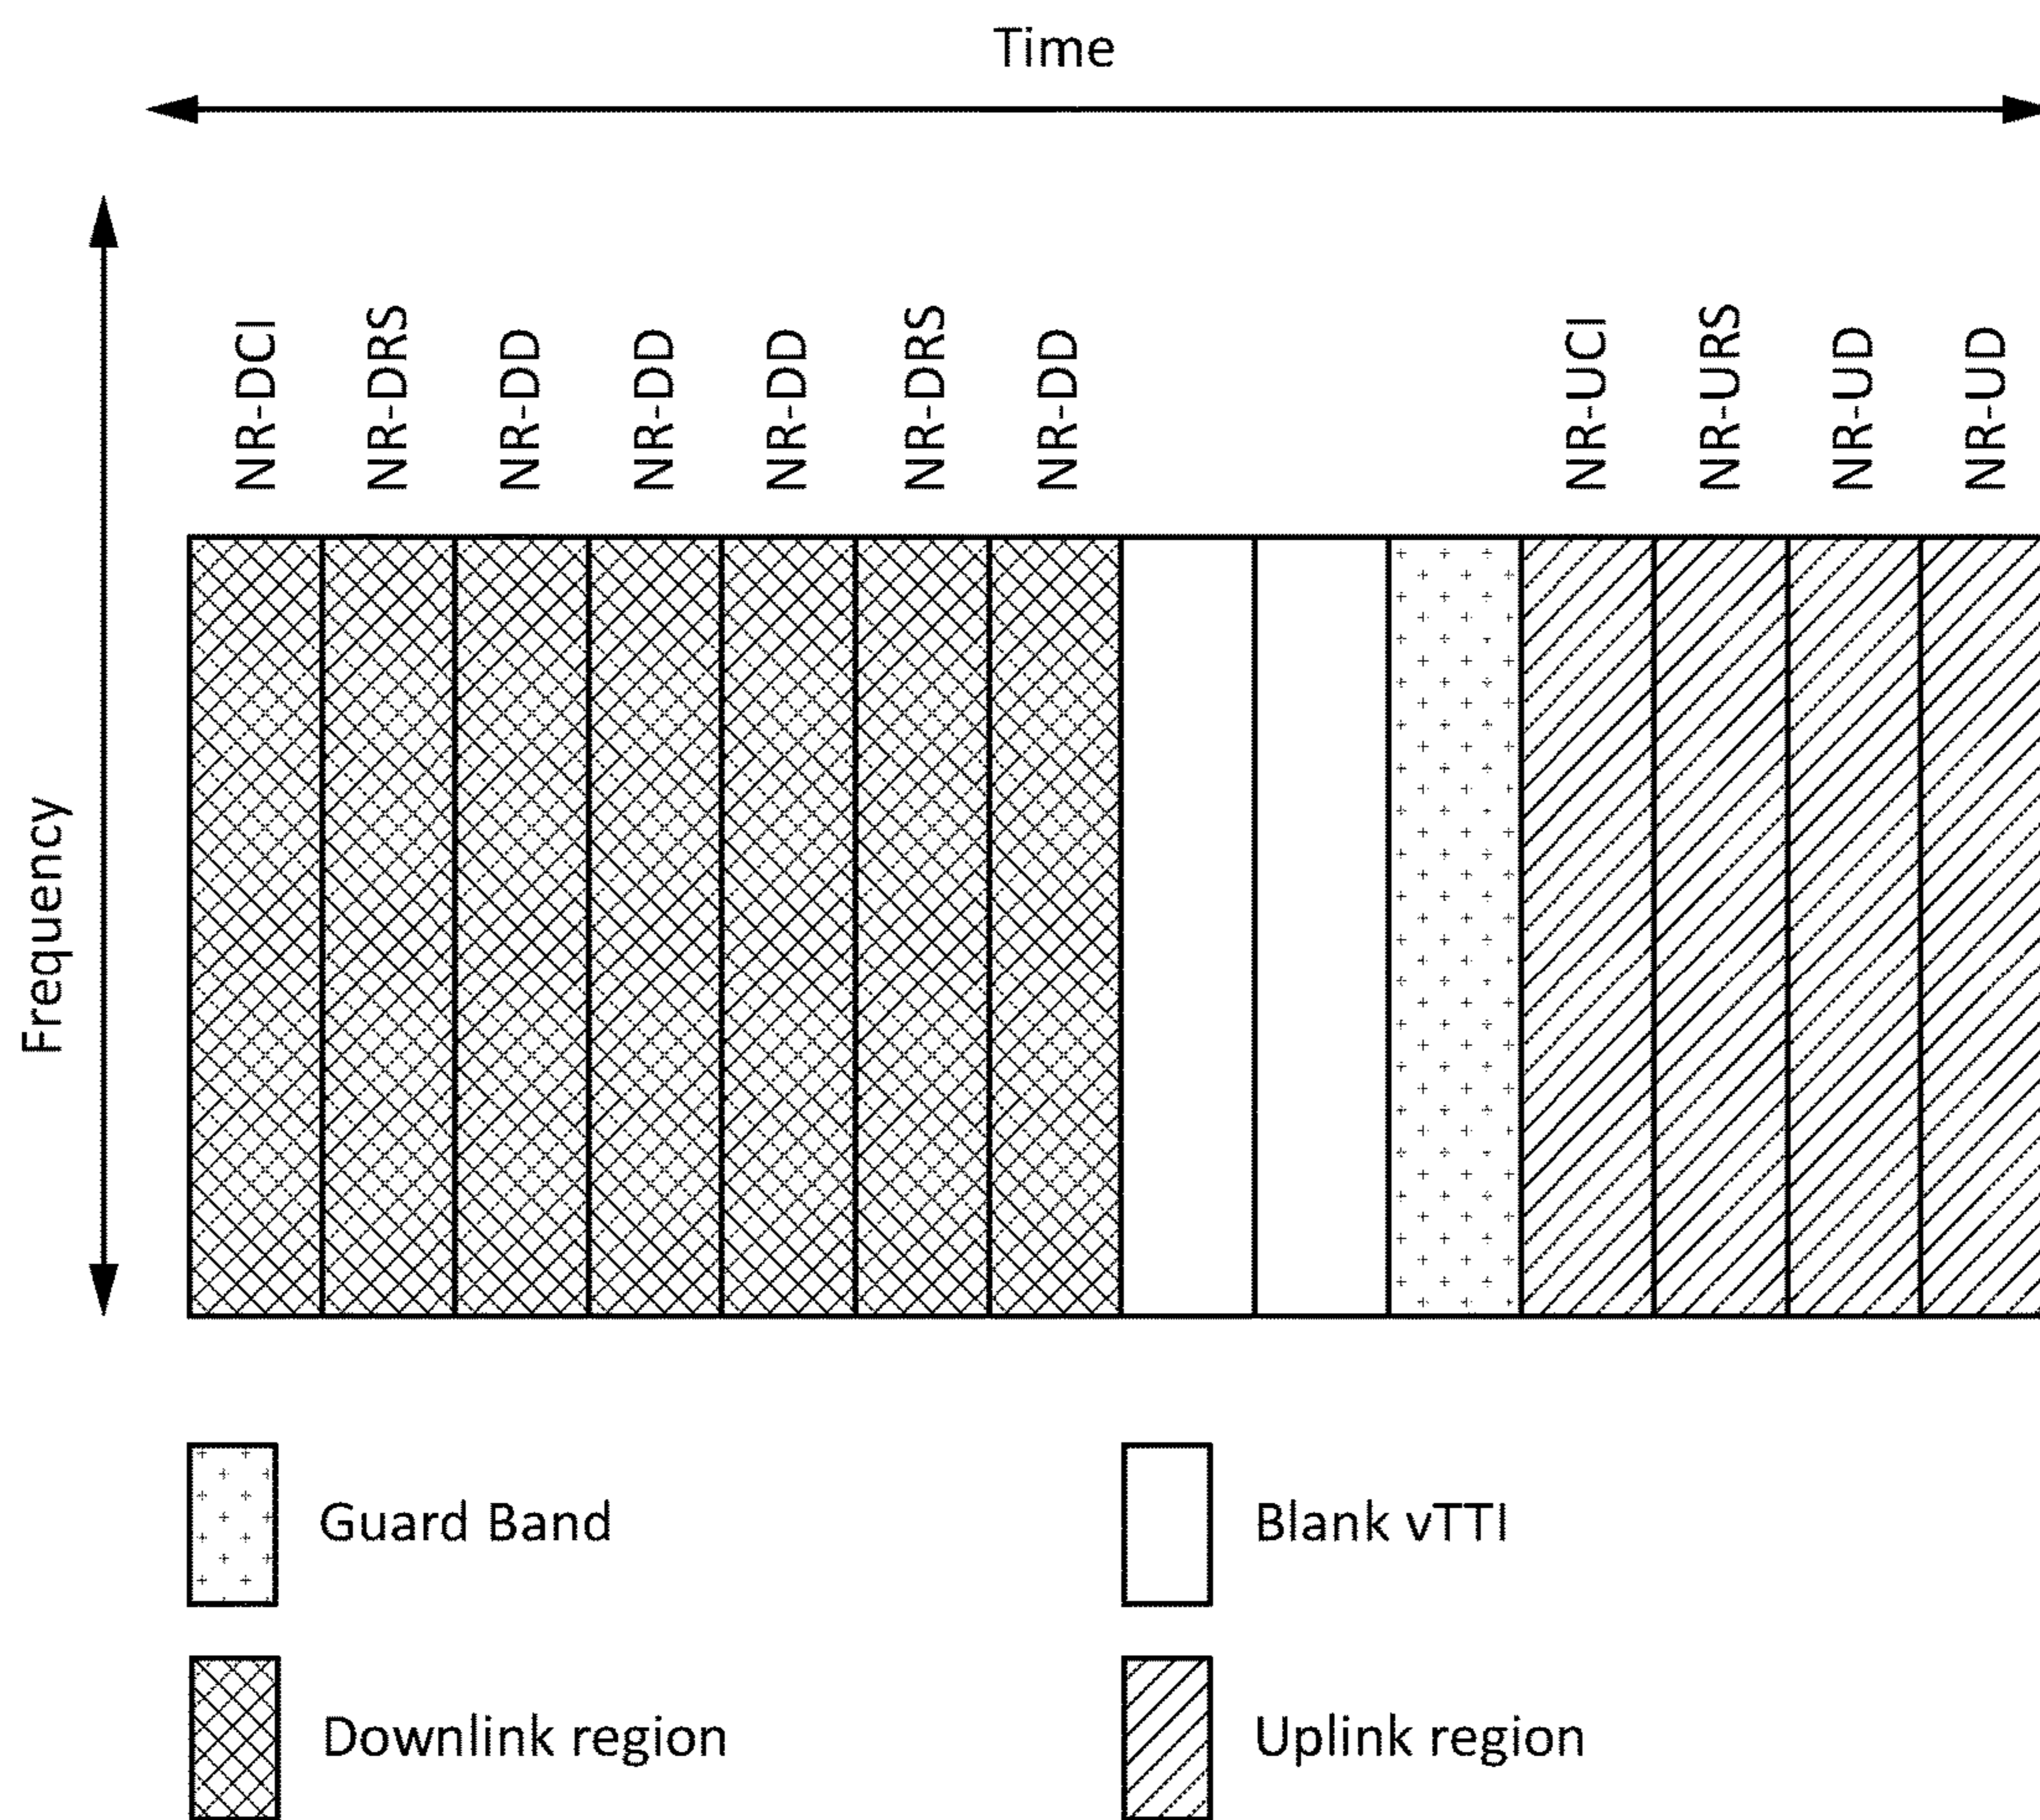 Time
NR-DCI
NR-DRS
NR-DD
NR-DD
NR-DD
NR-DRS
NR-DD
NR-UCI
NR-URS
NR-UD
NR-UD
Frequency
Guard Band
Blank vTTI
Downlink region
Uplink region